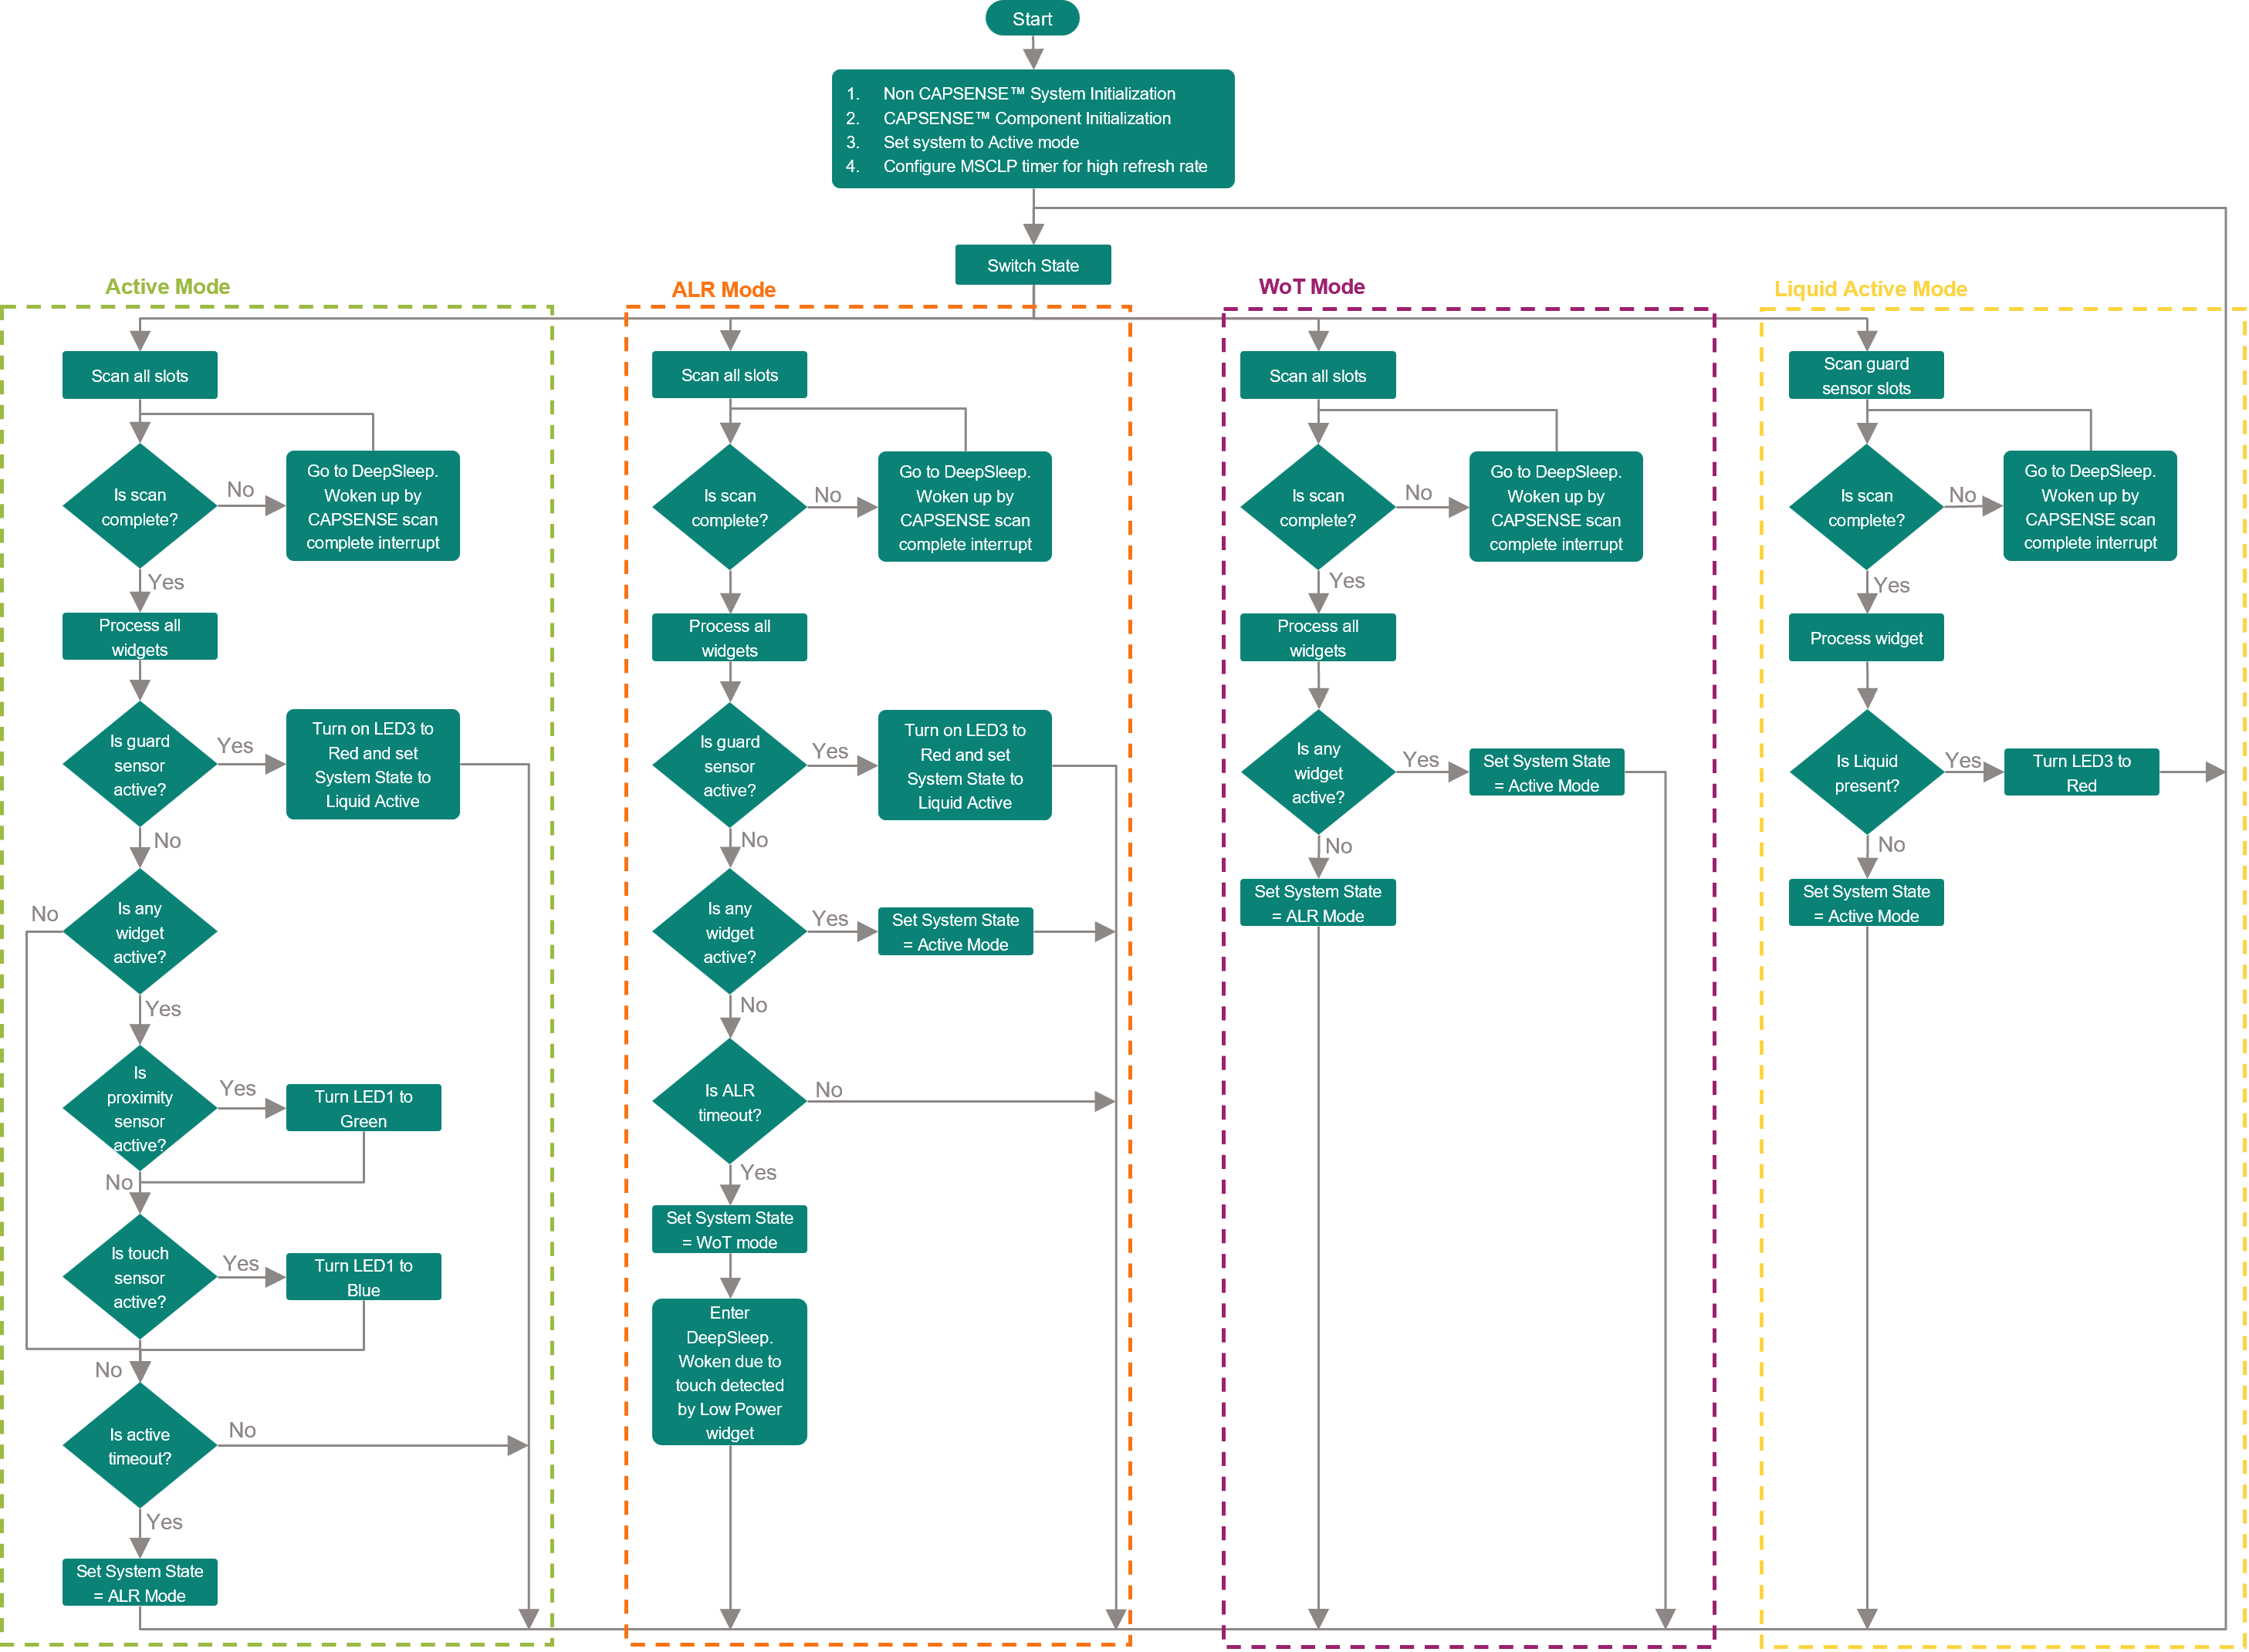 Start
1. Non CAPSENSE™ System Initialization
2. CAPSENSE™ Component Initialization
3. Set system to Active mode
4. Configure MSCLP timer for high refresh rate
Switch State
Active Mode
Scan all slots
Is scan
complete?
No
Go to DeepSleep.
Woken up by
CAPSENSE scan
complete interrupt
Yes
Process all
widgets
Is guard
sensor
active?
Yes
Turn on LED3 to
Red and set
System State to
Liquid Active
No
Is any
widget
active?
No
Yes
Is
proximity
sensor
active?
Yes
Turn LED1 to
Green
No
Is touch
sensor
active?
Yes
Turn LED1 to
Blue
No
Is active
timeout?
No
Yes
Set System State
= ALR Mode
ALR Mode
Scan all slots
Is scan
complete?
No
Go to DeepSleep.
Woken up by
CAPSENSE scan
complete interrupt
Process all
widgets
Is guard
sensor
active?
Yes
Turn on LED3 to
Red and set
System State to
Liquid Active
No
Is any
widget
active?
Yes
Set System State
= Active Mode
No
Is ALR
timeout?
No
Yes
Set System State
= WoT mode
Enter
DeepSleep.
Woken due to
touch detected
by Low Power
widget
WoT Mode
Scan all slots
Is scan
complete?
No
Go to DeepSleep.
Woken up by
CAPSENSE scan
complete interrupt
Yes
Process all
widgets
Is any
widget
active?
Yes
Set System State
= Active Mode
No
Set System State
= ALR Mode
Liquid Active Mode
Scan guard
sensor slots
Is scan
complete?
No
Go to DeepSleep.
Woken up by
CAPSENSE scan
complete interrupt
Yes
Process widget
Is Liquid
present?
Yes
Turn LED3 to
Red
No
Set System State
= Active Mode